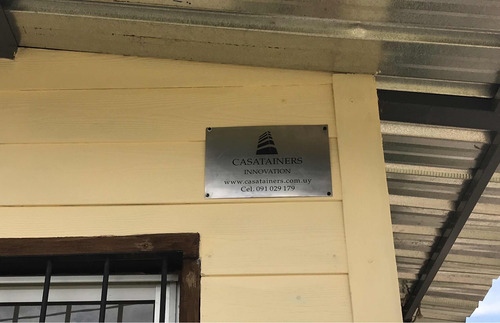 CASATAINERS
INNOVATION
www.casatainers.com.uy
Cel. 091 029 179